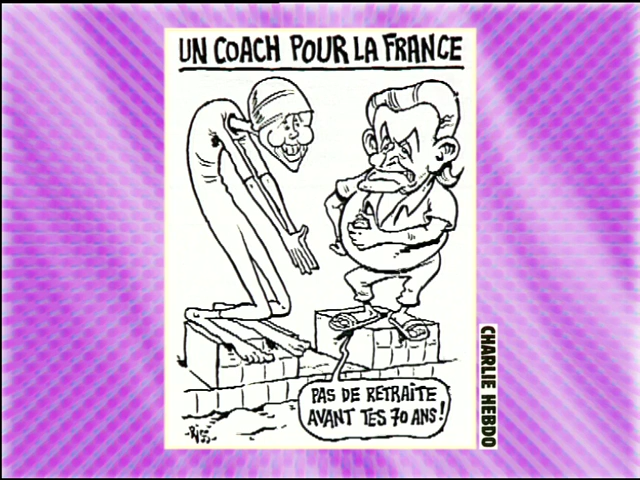 UN COACH POUR LA FRANCE
PAS DE RETRAITE
AVANT TES 70 ANS !
-RISS-
CHARLIE HEBDO